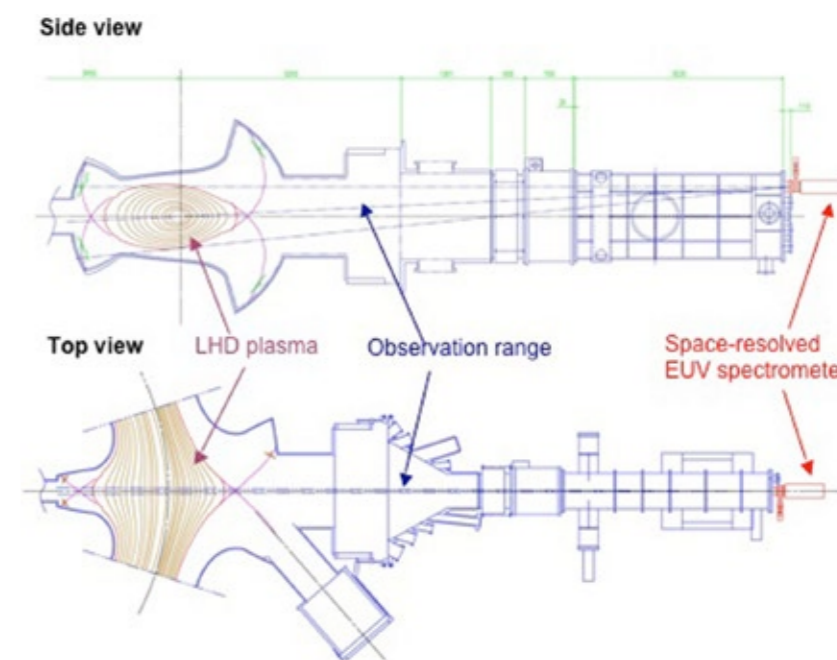 Side view
Top view
LHD plasma
Observation range
Space-resolved
EUV spectromete